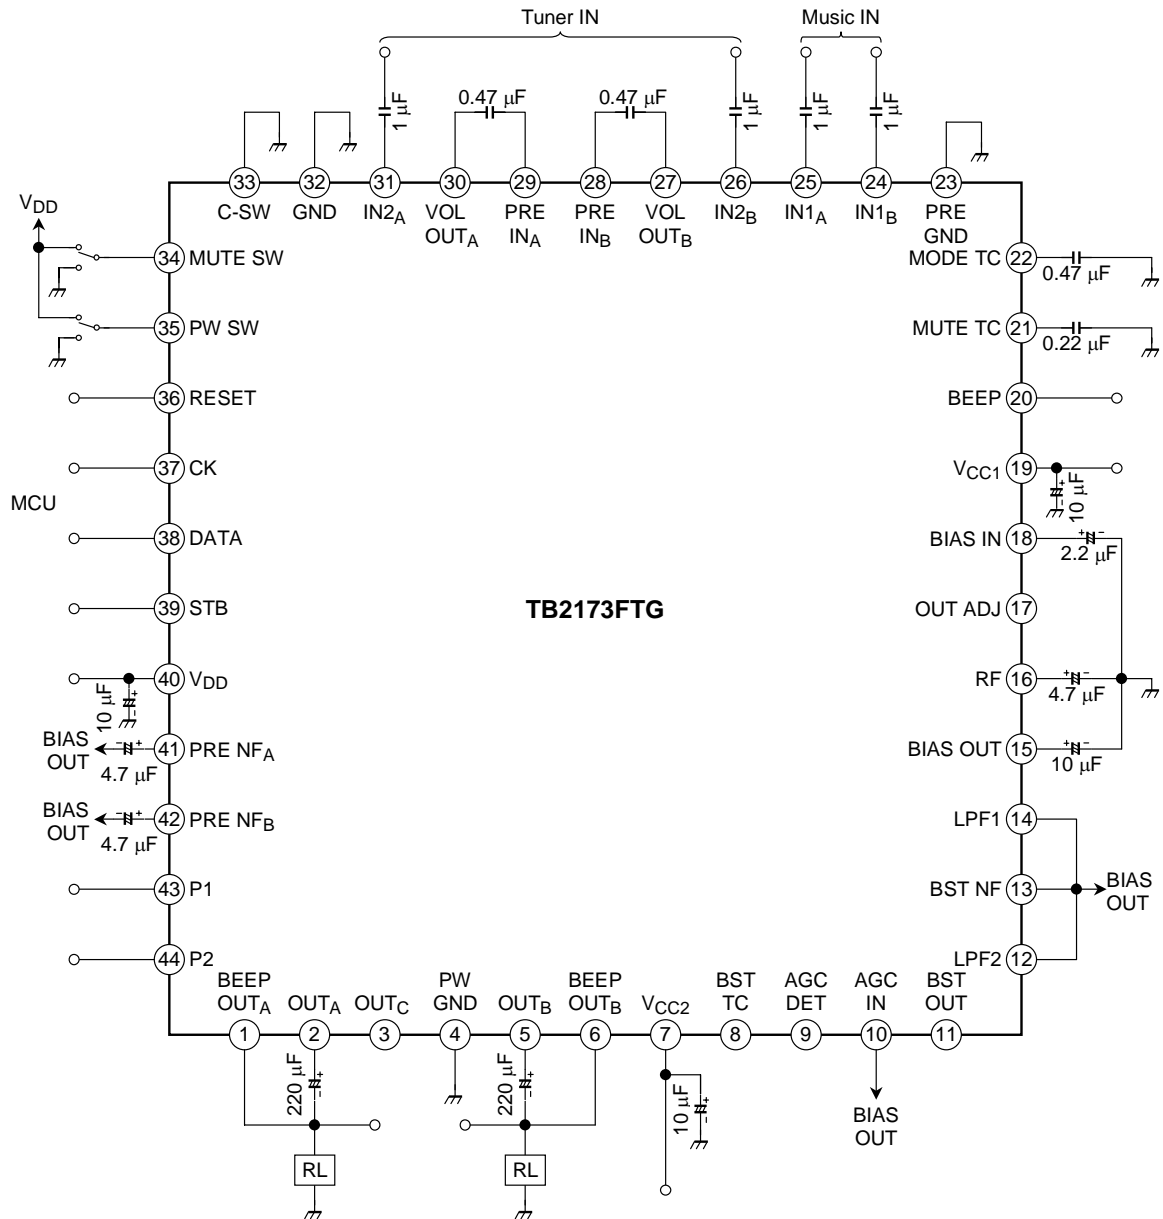 Tuner IN
Music IN
1 µF
0.47 µF
0.47 µF
1 µF
1 µF
1 µF
33
32
31
30
29
28
27
26
25
24
23
C-SW
GND
IN2A
VOL OUTA
PRE INA
PRE INB
VOL OUTB
IN2B
IN1A
IN1B
PRE GND
VDD
34 MUTE SW
35 PW SW
36 RESET
37 CK
MCU
38 DATA
39 STB
40 VDD
10 µF
BIAS OUT
41 PRE NFA
4.7 µF
BIAS OUT
42 PRE NFB
4.7 µF
43 P1
44 P2
TB2173FTG
MODE TC 22
0.47 µF
MUTE TC 21
0.22 µF
BEEP 20
VCC1 19
10 µF
BIAS IN 18
2.2 µF
OUT ADJ 17
RF 16
4.7 µF
BIAS OUT 15
10 µF
LPF1 14
BST NF 13
BIAS OUT
LPF2 12
BEEP OUTA
OUTA
OUTC
PW GND
OUTB
BEEP OUTB
VCC2
BST TC
AGC DET
AGC IN
BST OUT
1
2
3
4
5
6
7
8
9
10
11
220 µF
220 µF
10 µF
BIAS OUT
RL
RL
+
-